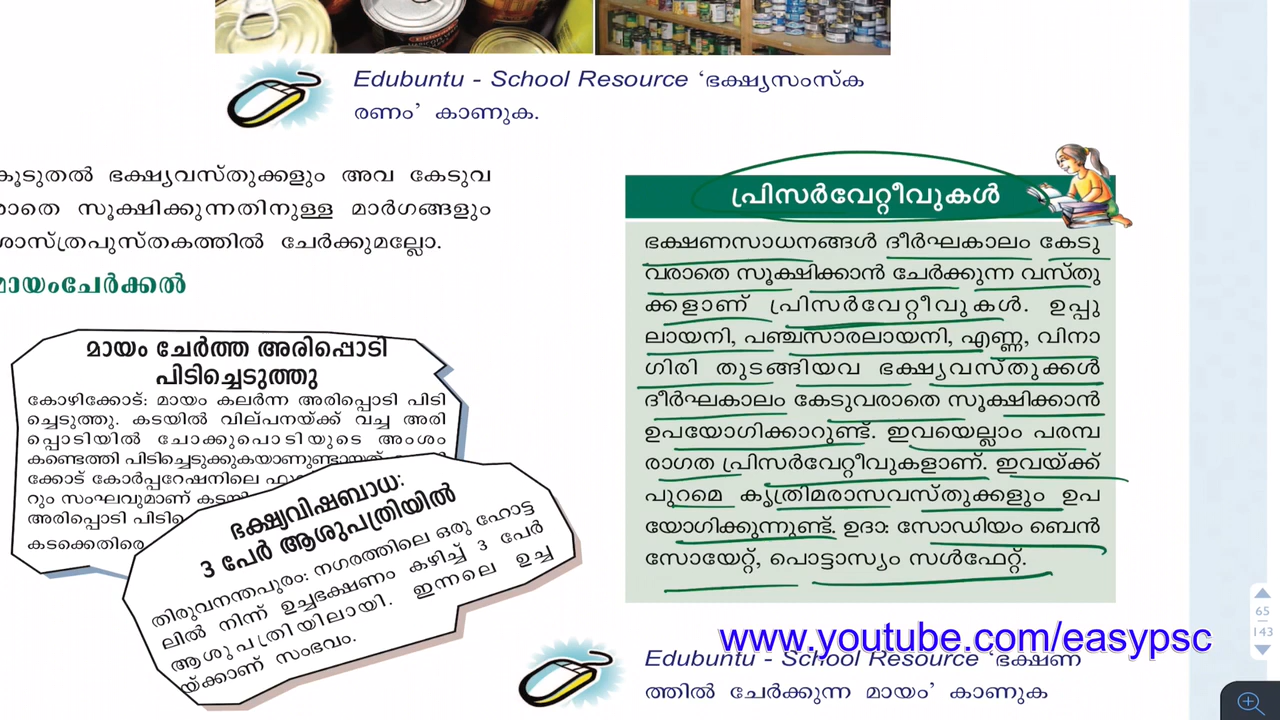 Edubuntu - School Resource ‘ഭക്ഷ്യസംസ്ക
രണം’ കാണുക.
കൂടുതൽ ഭക്ഷ്യവസ്തുക്കളും അവ കേടുവ
രാതെ സൂക്ഷിക്കുന്നതിനുള്ള മാർഗങ്ങളും
ശാസ്ത്രപുസ്തകത്തിൽ ചേർക്കുമല്ലോ.
മായംചേർക്കൽ
മായം ചേർത്ത അരിപ്പൊടി
പിടിച്ചെടുത്തു
കോഴിക്കോട്: മായം കലർന്ന അരിപ്പൊടി പിടി
ച്ചെടുത്തു. കടയിൽ വില്പനയ്ക്ക് വച്ച അരി
പ്പൊടിയിൽ ചോക്കുപൊടിയുടെ അംശം
കണ്ടെത്തി പിടിച്ചെടുക്കുകയാണുണ്ടായത്.
ക്കോട് കോർപ്പറേഷനിലെ
റും സംഘവുമാണ്
അരിപ്പൊടി
കടക്കെതിരെ
ഭക്ഷ്യവിഷബാധ:
3 പേർ ആശുപത്രിയിൽ
തിരുവനന്തപുരം: നഗരത്തിലെ ഒരു ഹോട്ട
ലിൽ നിന്ന് ഉച്ചഭക്ഷണം കഴിച്ച് 3 പേർ
ആശുപത്രിയിലായി. ഇന്നലെ ഉച്ച
യ്ക്കാണ് സംഭവം.
പ്രിസർവേറ്റീവുകൾ
ഭക്ഷണസാധനങ്ങൾ ദീർഘകാലം കേടു
വരാതെ സൂക്ഷിക്കാൻ ചേർക്കുന്ന വസ്തു
ക്കളാണ് പ്രിസർവേറ്റീവുകൾ. ഉപ്പു
ലായനി, പഞ്ചസാരലായനി, എണ്ണ, വിനാ
ഗിരി തുടങ്ങിയവ ഭക്ഷ്യവസ്തുക്കൾ
ദീർഘകാലം കേടുവരാതെ സൂക്ഷിക്കാൻ
ഉപയോഗിക്കാറുണ്ട്. ഇവയെല്ലാം പരമ്പ
രാഗത പ്രിസർവേറ്റീവുകളാണ്. ഇവയ്ക്ക്
പുറമെ കൃത്രിമരാസവസ്തുക്കളും ഉപ
യോഗിക്കുന്നുണ്ട്. ഉദാ: സോഡിയം ബെൻ
സോയേറ്റ്, പൊട്ടാസ്യം സൾഫേറ്റ്.
www.youtube.com/easypsc
Edubuntu - School Resource ‘ഭക്ഷണ
ത്തിൽ ചേർക്കുന്ന മായം’ കാണുക
65
143